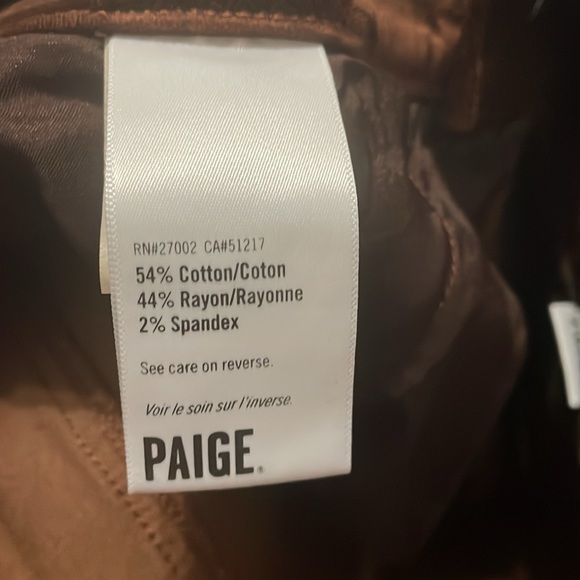 RN#27002 CA#51217
54% Cotton/Coton
44% Rayon/Rayonne
2% Spandex
See care on reverse.
Voir le soin sur l'inverse.
PAIGE®